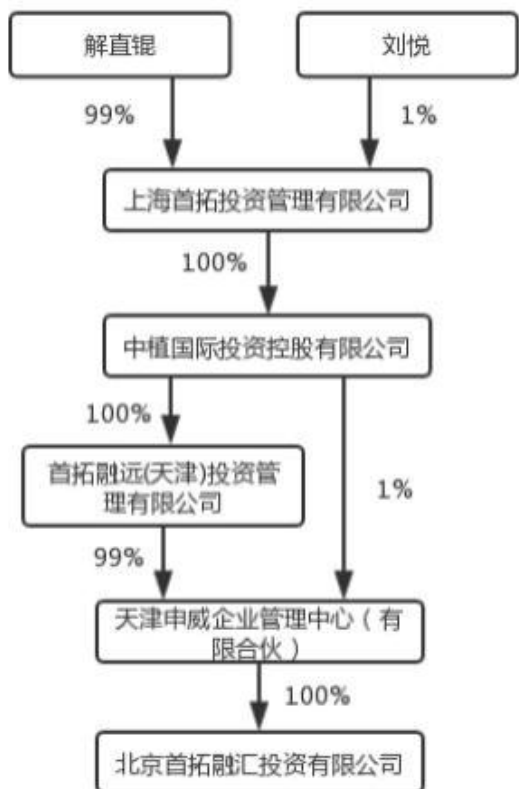 解直锟
刘悦
99%
1%
上海首拓投资管理有限公司
100%
中植国际投资控股有限公司
100%
首拓融远(天津)投资管
理有限公司
1%
99%
天津申威企业管理中心（有
限合伙）
100%
北京首拓融汇投资有限公司